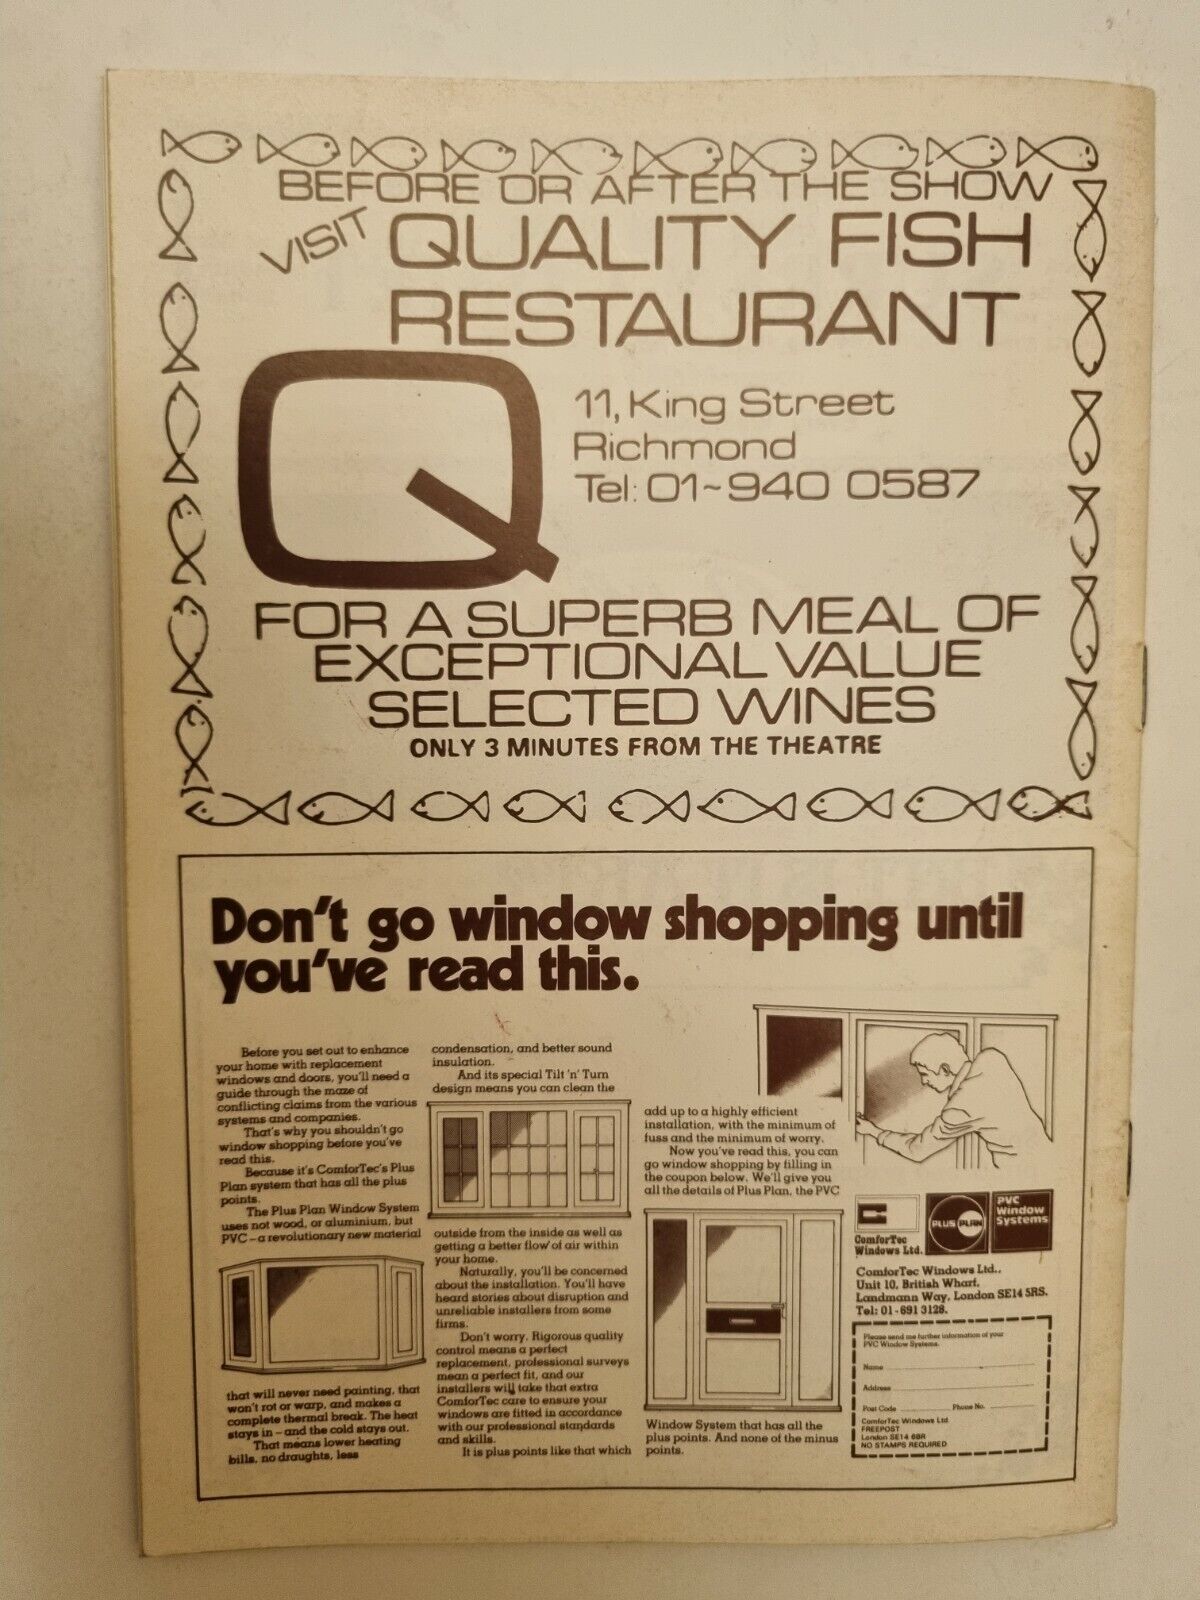 BEFORE OR AFTER THE SHOW
VISIT QUALITY FISH
RESTAURANT
Q
11, King Street
Richmond
Tel: 01~940 0587
FOR A SUPERB MEAL OF
EXCEPTIONAL VALUE
SELECTED WINES
ONLY 3 MINUTES FROM THE THEATRE
Don't go window shopping until
you've read this.
Before you set out to enhance
your home with replacement
windows and doors, you'll need a
guide through the maze of
conflicting claims from the various
systems and companies.
That's why you shouldn't go
window shopping before you've
read this.
Because it's ComforTec's Plus
Plan system that has all the plus
points.
The Plus Plan Window System
uses not wood, or aluminium, but
PVC – a revolutionary new material
that will never need painting, that
won't rot or warp, and makes a
complete thermal break. The heat
stays in – and the cold stays out.
That means lower heating
bills, no draughts, less
condensation, and better sound
insulation.
And its special Tilt 'n' Turn
design means you can clean the
outside from the inside as well as
getting a better flow of air within
your home.
Naturally, you'll be concerned
about the installation. You'll have
heard stories about disruption and
unreliable installers from some
firms.
Don't worry. Rigorous quality
control means a perfect
replacement, professional surveys
mean a perfect fit, and our
installers will take that extra
ComforTec care to ensure your
windows are fitted in accordance
with our professional standards
and skills.
It is plus points like that which
add up to a highly efficient
installation, with the minimum of
fuss and the minimum of worry.
Now you've read this, you can
go window shopping by filling in
the coupon below. We'll give you
all the details of Plus Plan, the PVC
Window System that has all the
plus points. And none of the minus
points.
ComforTec
Windows Ltd.
PLUS PLAN
PVC
Window
Systems
ComforTec Windows Ltd.,
Unit 10, British Wharf,
Landmann Way, London SE14 5RS.
Tel: 01-691 3128.
Please send me further information of your
PVC Window Systems.
Name
Address
Post Code Phone No.
ComforTec Windows Ltd
FREEPOST
London SE14 6BR
NO STAMPS REQUIRED